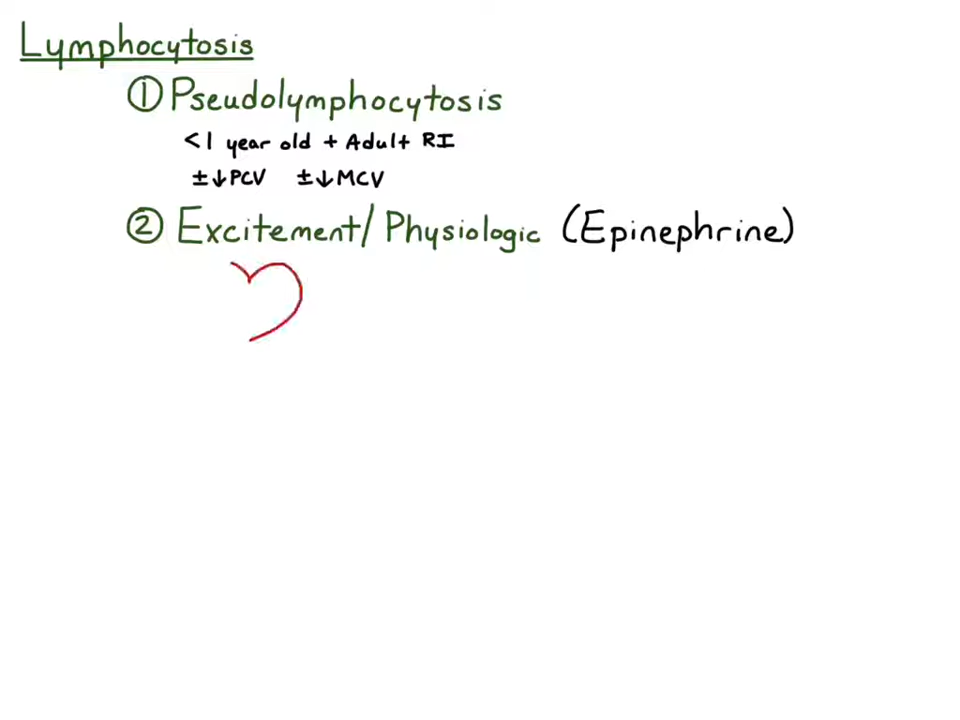 Lymphocytosis
① Pseudolymphocytosis
<1 year old + Adult RI
±↓PCV ±↓MCV
② Excitement/Physiologic (Epinephrine)